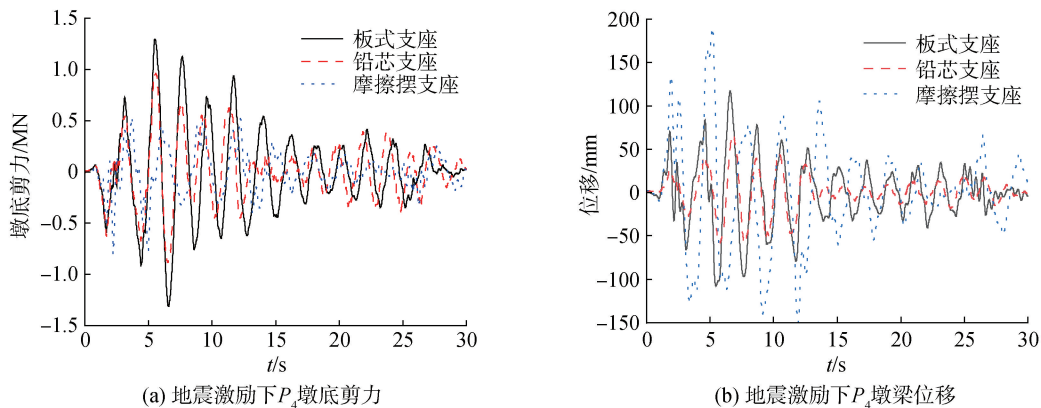 1.5
1.0
0.5
0
−0.5
−1.0
−1.5
墩底剪力/MN
板式支座
铅芯支座
摩擦摆支座
0 5 10 15 20 25 30
t/s
(a) 地震激励下P₄墩底剪力
200
150
100
50
0
−50
−100
−150
位移/mm
板式支座
铅芯支座
摩擦摆支座
0 5 10 15 20 25 30
t/s
(b) 地震激励下P₄墩梁位移